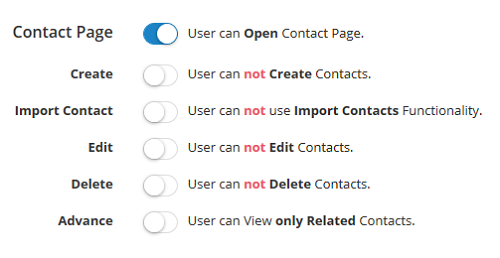 Contact Page User can Open Contact Page.
Create User can not Create Contacts.
Import Contact User can not use Import Contacts Functionality.
Edit User can not Edit Contacts.
Delete User can not Delete Contacts.
Advance User can View only Related Contacts.